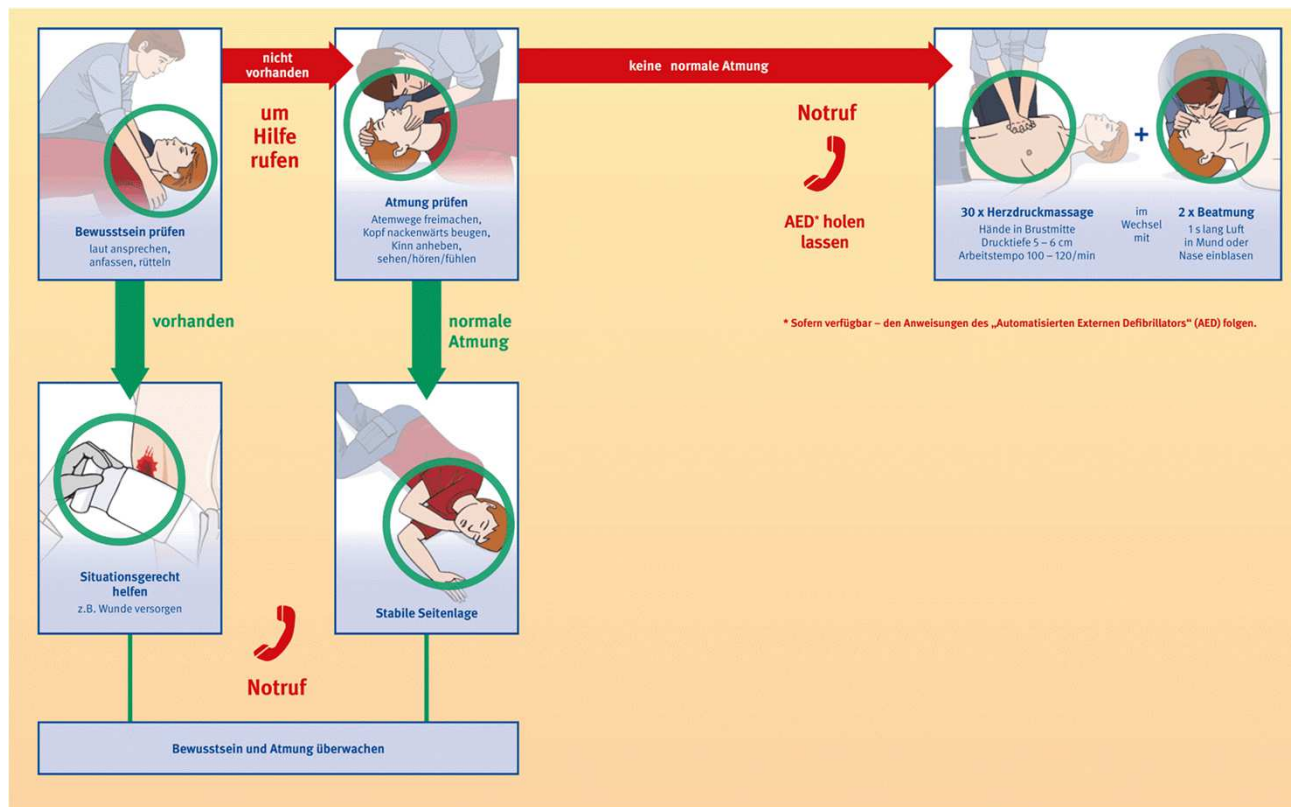 nicht
vorhanden
um
Hilfe
rufen
keine normale Atmung
Notruf
AED* holen
lassen
Bewusstsein prüfen
laut ansprechen,
anfassen, rütteln
Atmung prüfen
Atemwege freimachen,
Kopf nackenwärts beugen,
Kinn anheben,
sehen/hören/fühlen
+
30 x Herzdruckmassage
Hände in Brustmitte
Drucktiefe 5 – 6 cm
Arbeitstempo 100 – 120/min
im
Wechsel
mit
2 x Beatmung
1 s lang Luft
in Mund oder
Nase einblasen
vorhanden
normale
Atmung
* Sofern verfügbar – den Anweisungen des „Automatisierten Externen Defibrillators“ (AED) folgen.
Situationsgerecht
helfen
z.B. Wunde versorgen
Notruf
Stabile Seitenlage
Bewusstsein und Atmung überwachen